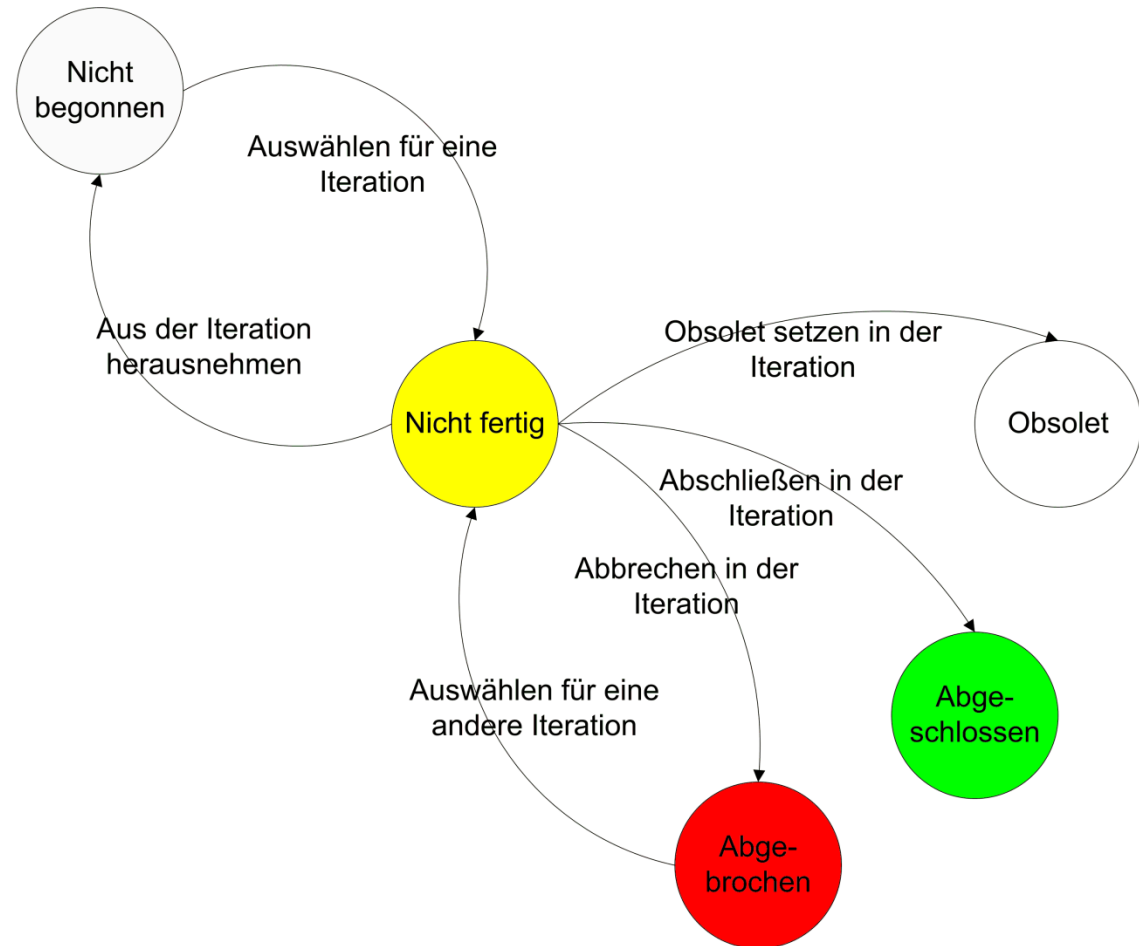 Nicht
begonnen
Auswählen für eine
Iteration
Aus der Iteration
herausnehmen
Nicht fertig
Obsolet setzen in der
Iteration
Obsolet
Abschließen in der
Iteration
Abbrechen in der
Iteration
Auswählen für eine
andere Iteration
Abge-
schlossen
Abge-
brochen